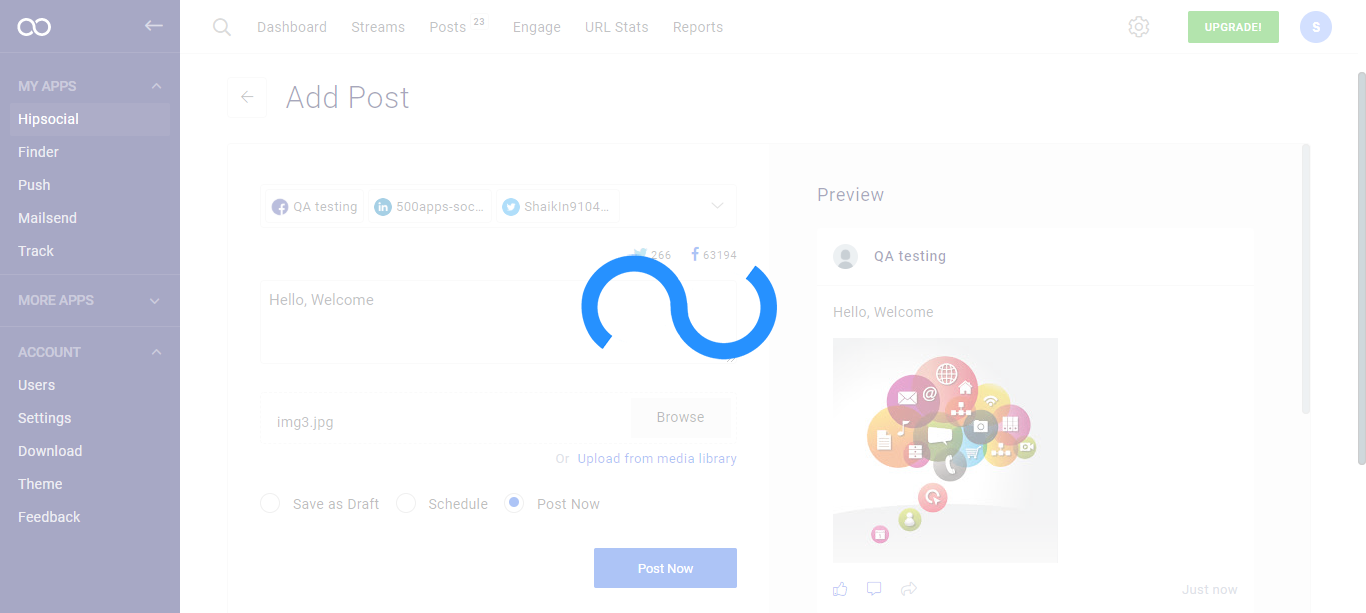 Dashboard Streams Posts 23 Engage URL Stats Reports UPGRADE! S
MY APPS
Hipsocial
Finder
Push
Mailsend
Track
MORE APPS
ACCOUNT
Users
Settings
Download
Theme
Feedback
Add Post
QA testing 500apps-soc... ShaikIn9104...
266 63194
Hello, Welcome
img3.jpg Browse
Or Upload from media library
Save as Draft Schedule Post Now
Post Now
Preview
QA testing
Hello, Welcome
@
Just now